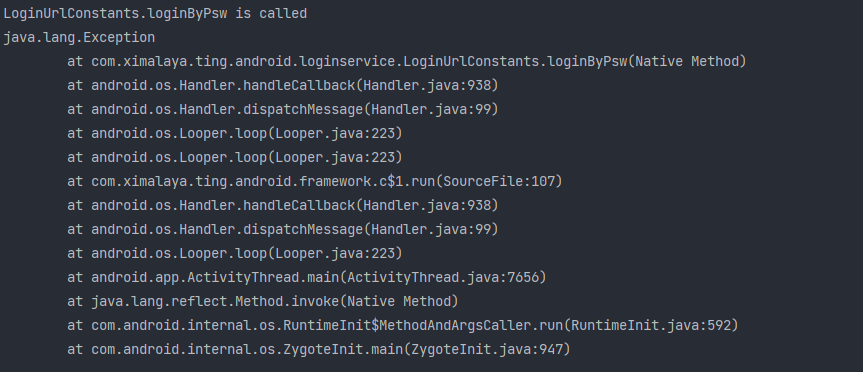 LoginUrlConstants.loginByPsw is called
java.lang.Exception
at com.ximalaya.ting.android.loginservice.LoginUrlConstants.loginByPsw(Native Method)
at android.os.Handler.handleCallback(Handler.java:938)
at android.os.Handler.dispatchMessage(Handler.java:99)
at android.os.Looper.loop(Looper.java:223)
at android.os.Looper.loop(Looper.java:223)
at com.ximalaya.ting.android.framework.c$1.run(SourceFile:107)
at android.os.Handler.handleCallback(Handler.java:938)
at android.os.Handler.dispatchMessage(Handler.java:99)
at android.os.Looper.loop(Looper.java:223)
at android.app.ActivityThread.main(ActivityThread.java:7656)
at java.lang.reflect.Method.invoke(Native Method)
at com.android.internal.os.RuntimeInit$MethodAndArgsCaller.run(RuntimeInit.java:592)
at com.android.internal.os.ZygoteInit.main(ZygoteInit.java:947)